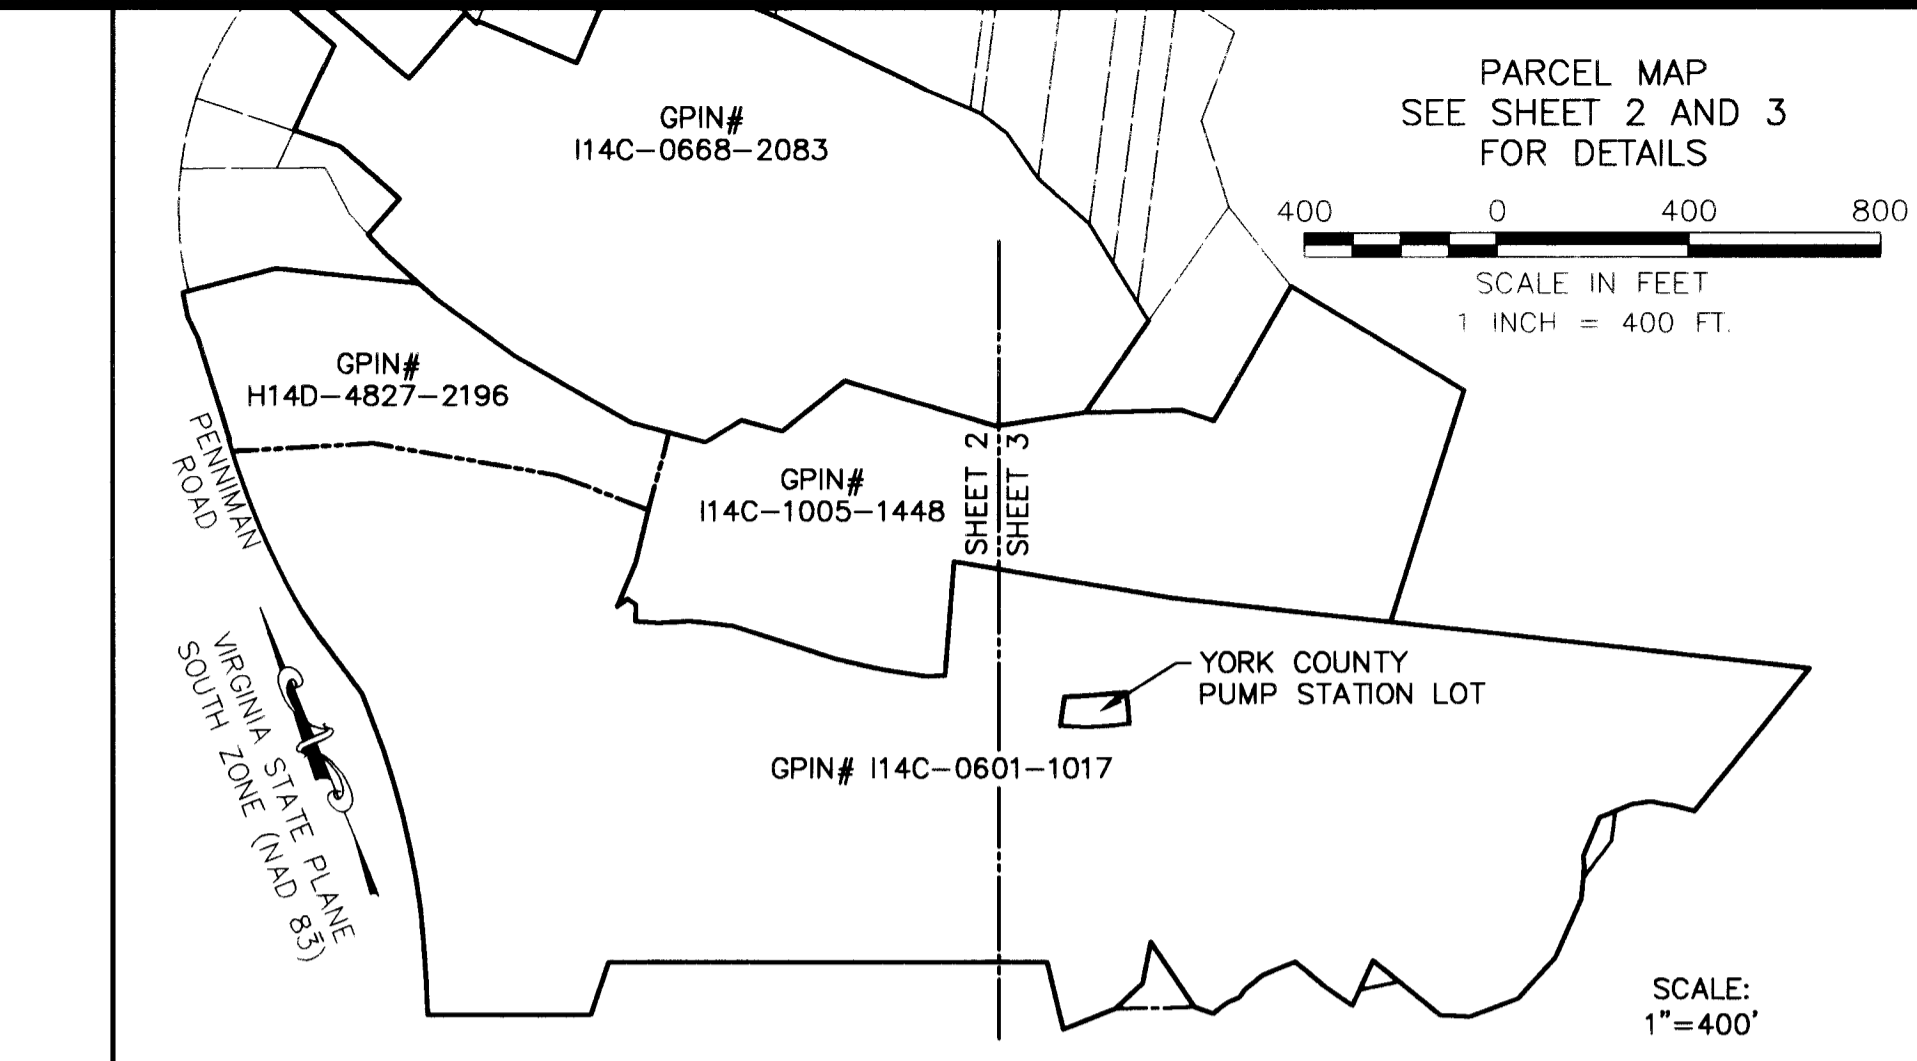 PARCEL MAP
SEE SHEET 2 AND 3
FOR DETAILS
400 0 400 800
SCALE IN FEET
1 INCH = 400 FT.
GPIN#
I14C-0668-2083
GPIN#
H14D-4827-2196
PENNIMAN
ROAD
GPIN#
I14C-1005-1448
SHEET 2
SHEET 3
YORK COUNTY
PUMP STATION LOT
GPIN# I14C-0601-1017
VIRGINIA STATE PLANE
SOUTH ZONE (NAD 83)
SCALE:
1"=400'